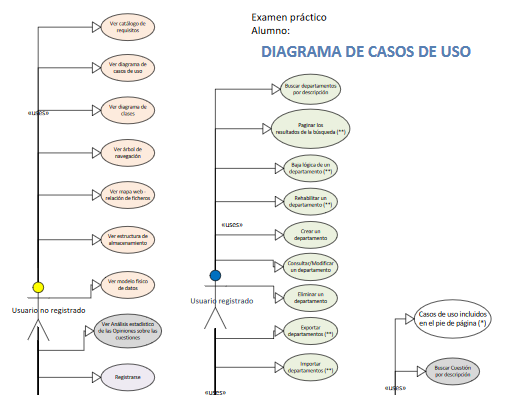 Examen práctico
Alumno:
DIAGRAMA DE CASOS DE USO
Ver catálogo de
requisitos
Ver diagrama de
casos de uso
«uses»
Ver diagrama de
clases
Ver árbol de
navegación
Ver mapa web -
relación de ficheros
Ver estructura de
almacenamiento
Ver modelo físico
de datos
Usuario no registrado
Ver Análisis estadístico
de las Opiniones sobre las
cuestiones
Registrarse
«uses»
Buscar departamentos
por descripción
Paginar los
resultados de la búsqueda (**)
Baja lógica de un
departamento (**)
Rehabilitar un
departamento (**)
«uses»
Crear un
departamento
Consultar/Modificar
un departamento
Usuario registrado
Eliminar un
departamento
Exportar
departamentos (**)
Importar
departamentos (**)
«uses»
Casos de uso incluidos
en el pie de página (*)
Buscar Cuestión
por descripción
«uses»